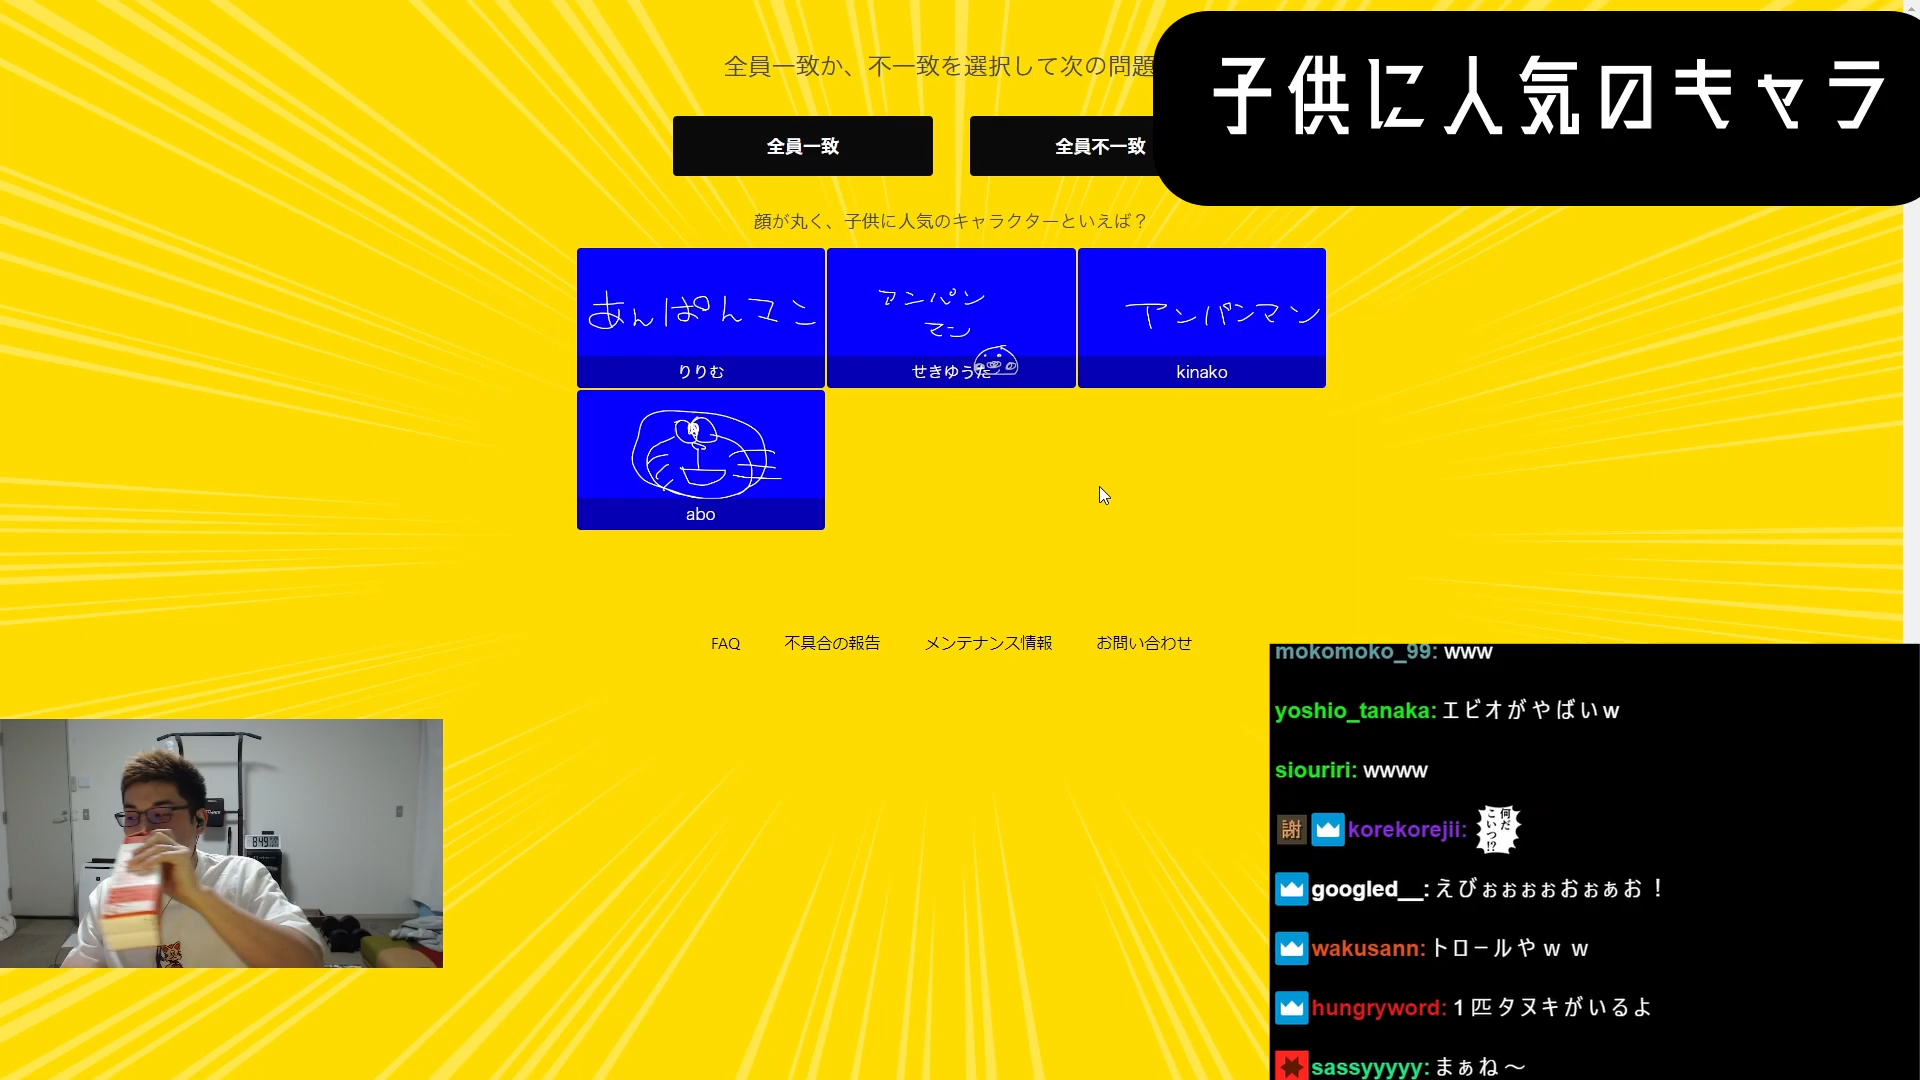 全員一致か、不一致を選択して次の問題
子供に人気のキャラ
全員一致
全員不一致
顔が丸く、子供に人気のキャラクターといえば？
あんぱんマン
りりむ
アンパン
マン
せきゆうた
アンパンマン
kinako
abo
FAQ
不具合の報告
メンテナンス情報
お問い合わせ
mokomoko_99: www
yoshio_tanaka: エビオがやばいw
siouriri: wwww
謝 korekorejii: 何だこいつ!?
googled__: えびぉぉぉぉおぉぁお！
wakusann: トロールやｗｗ
hungryword: 1匹タヌキがいるよ
sassyyyyy: まぁね～